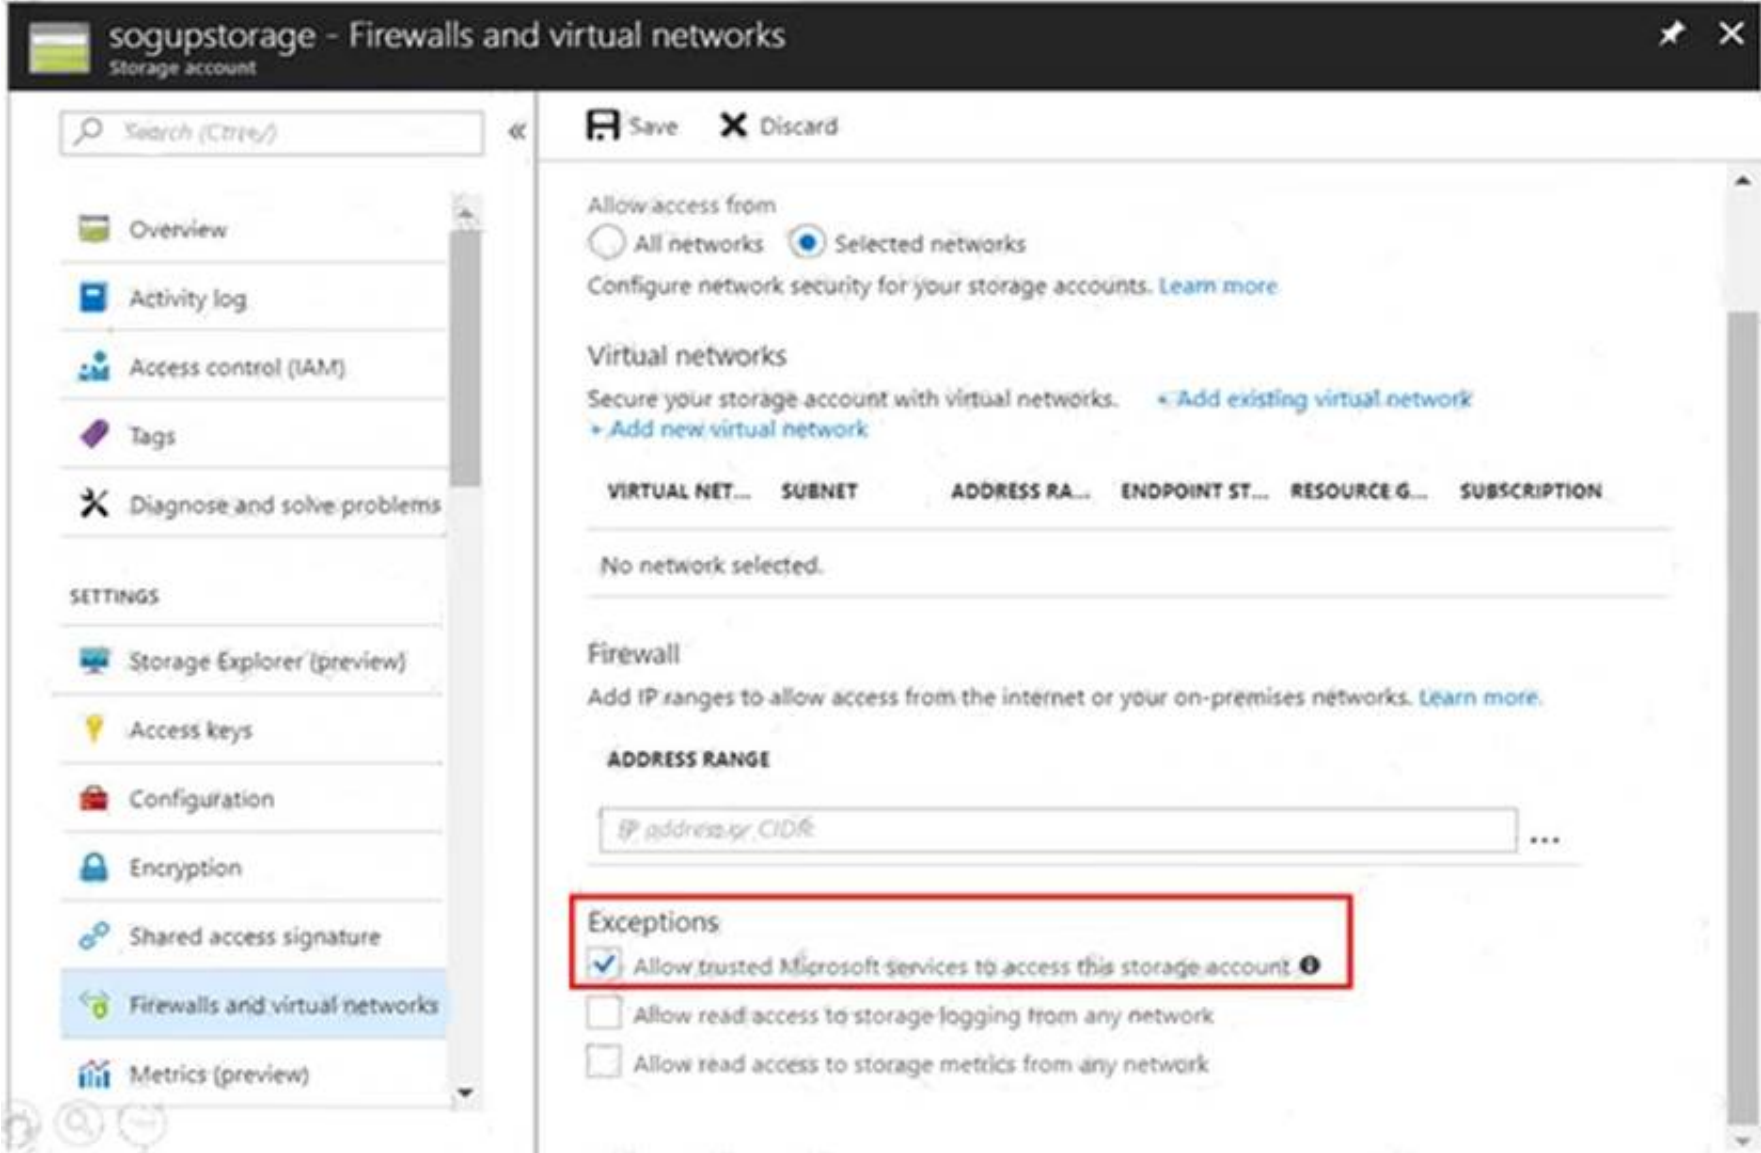 sogupstorage - Firewalls and virtual networks
Storage account
Search (Ctrl+/)
«
Overview
Activity log
Access control (IAM)
Tags
Diagnose and solve problems
SETTINGS
Storage Explorer (preview)
Access keys
Configuration
Encryption
Shared access signature
Firewalls and virtual networks
Metrics (preview)
Save
Discard
Allow access from
All networks
Selected networks
Configure network security for your storage accounts. Learn more
Virtual networks
Secure your storage account with virtual networks. + Add existing virtual network
+ Add new virtual network
VIRTUAL NET... SUBNET ADDRESS RA... ENDPOINT ST... RESOURCE G... SUBSCRIPTION
No network selected.
Firewall
Add IP ranges to allow access from the internet or your on-premises networks. Learn more.
ADDRESS RANGE
IP address or CIDR
...
Exceptions
Allow trusted Microsoft services to access this storage account
Allow read access to storage logging from any network
Allow read access to storage metrics from any network